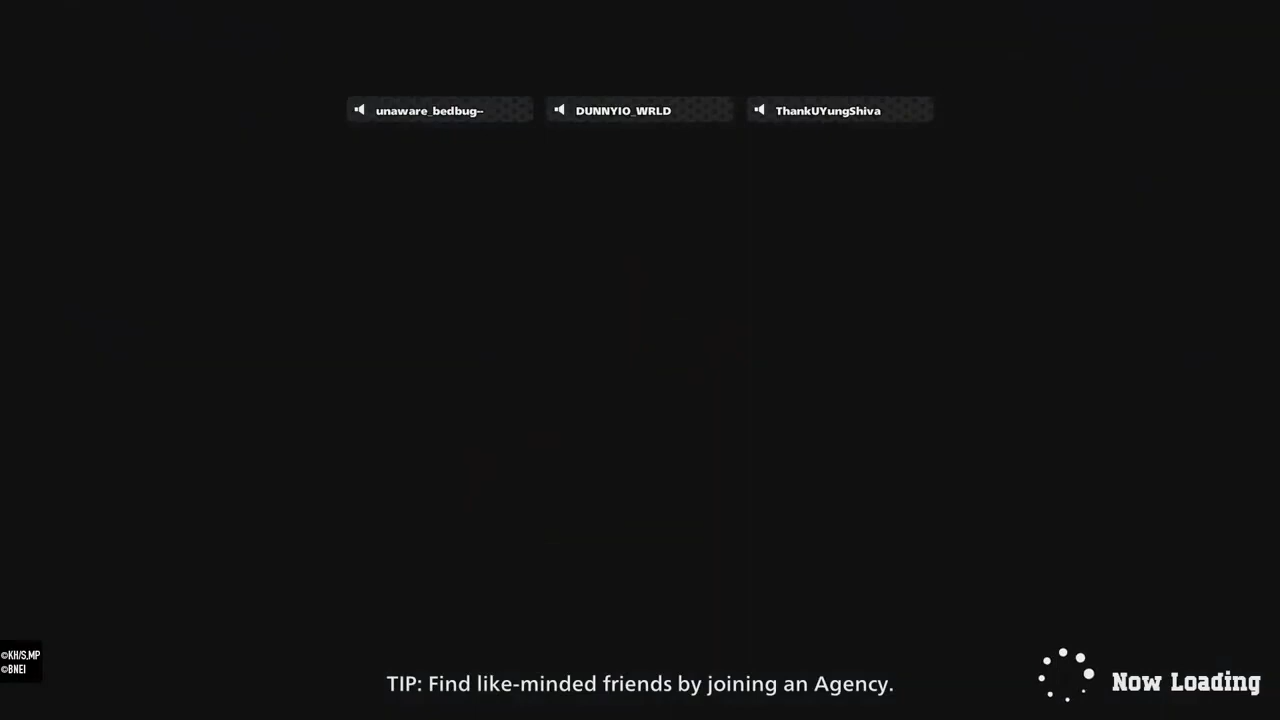 unaware_bedbug--
DUNNYIO_WRLD
ThankUYungShiva
©KH/S,MP
©BNEI
TIP: Find like-minded friends by joining an Agency.
Now Loading